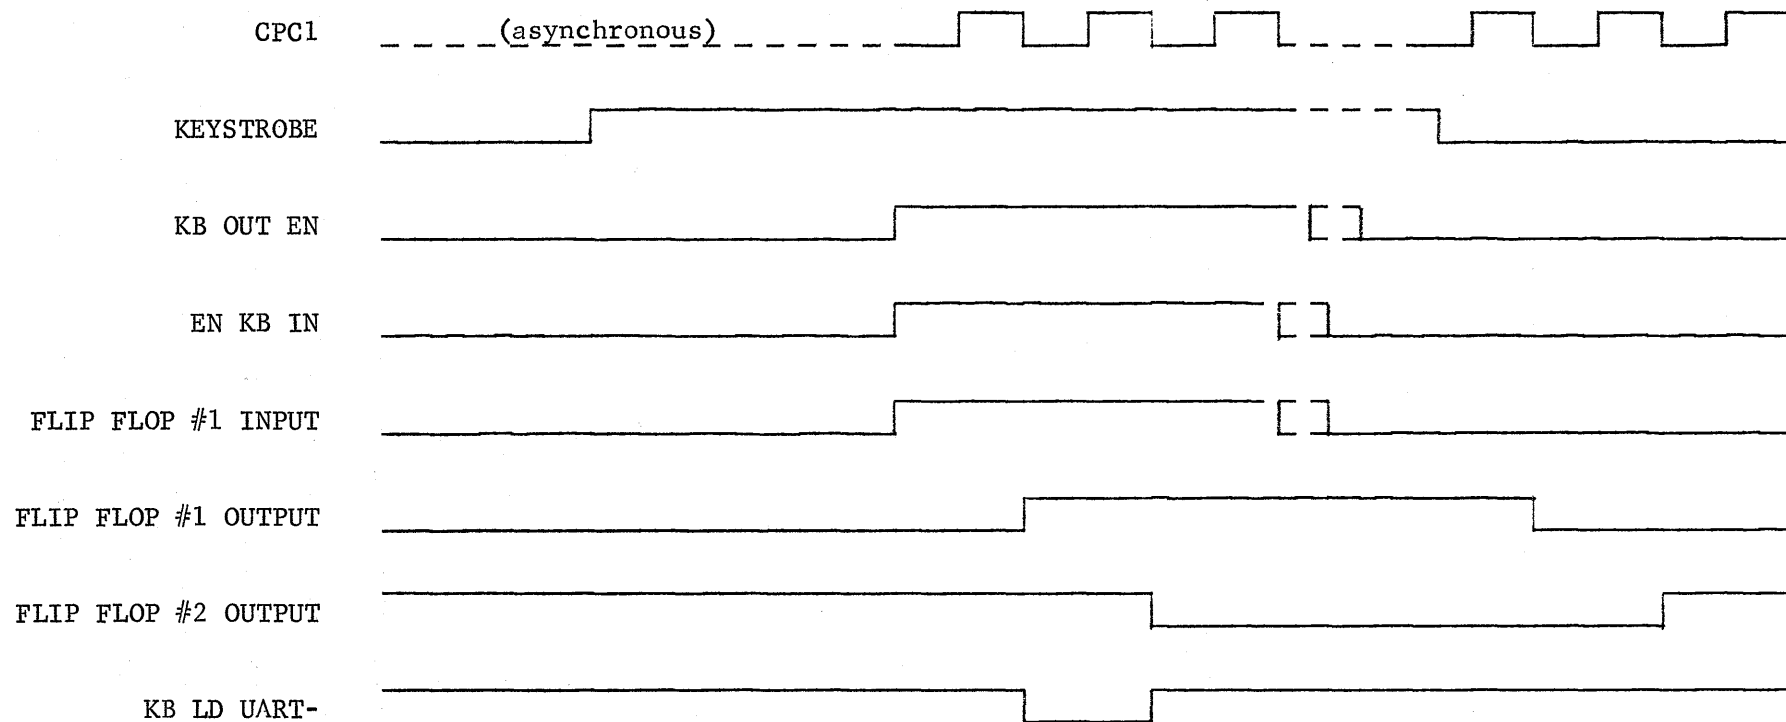 CPC1
(asynchronous)
KEYSTROBE
KB OUT EN
EN KB IN
FLIP FLOP #1 INPUT
FLIP FLOP #1 OUTPUT
FLIP FLOP #2 OUTPUT
KB LD UART-